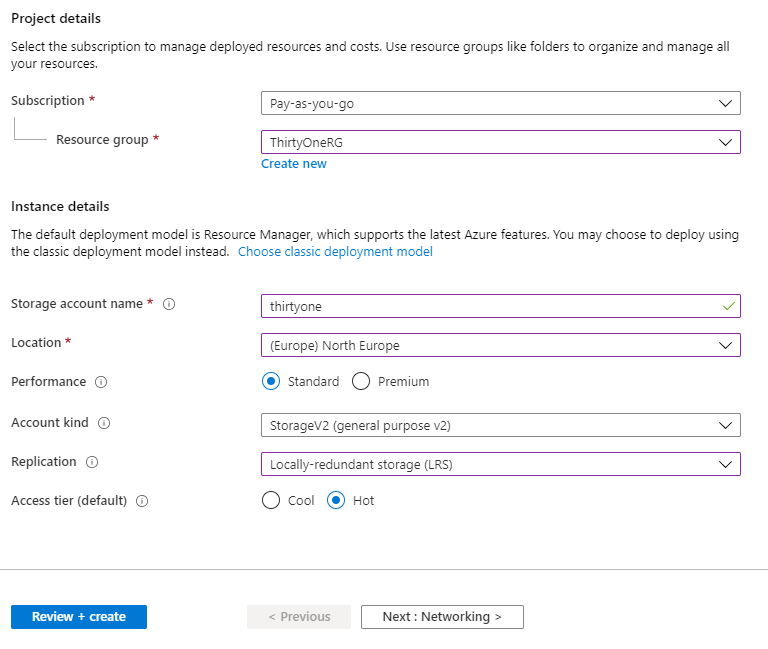 Project details
Select the subscription to manage deployed resources and costs. Use resource groups like folders to organize and manage all
your resources.
Subscription *
Pay-as-you-go
Resource group *
ThirtyOneRG
Create new
Instance details
The default deployment model is Resource Manager, which supports the latest Azure features. You may choose to deploy using
the classic deployment model instead. Choose classic deployment model
Storage account name *
thirtyone
Location *
(Europe) North Europe
Performance
Standard Premium
Account kind
StorageV2 (general purpose v2)
Replication
Locally-redundant storage (LRS)
Access tier (default)
Cool Hot
Review + create < Previous Next : Networking >